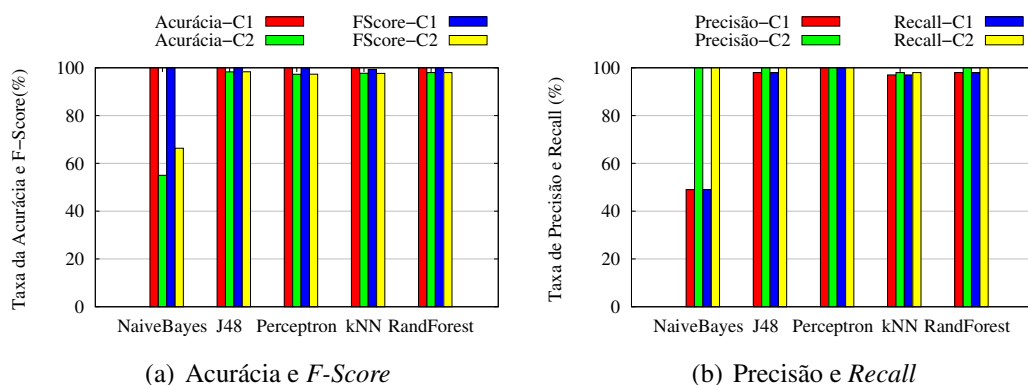 Acurácia−C1 FScore−C1
Acurácia−C2 FScore−C2
Taxa da Acurácia e F−Score(%)
100
80
60
40
20
0
NaiveBayes J48 Perceptron kNN RandForest
(a) Acurácia e F-Score
Precisão−C1 Recall−C1
Precisão−C2 Recall−C2
Taxa de Precisão e Recall (%)
100
80
60
40
20
0
NaiveBayes J48 Perceptron kNN RandForest
(b) Precisão e Recall